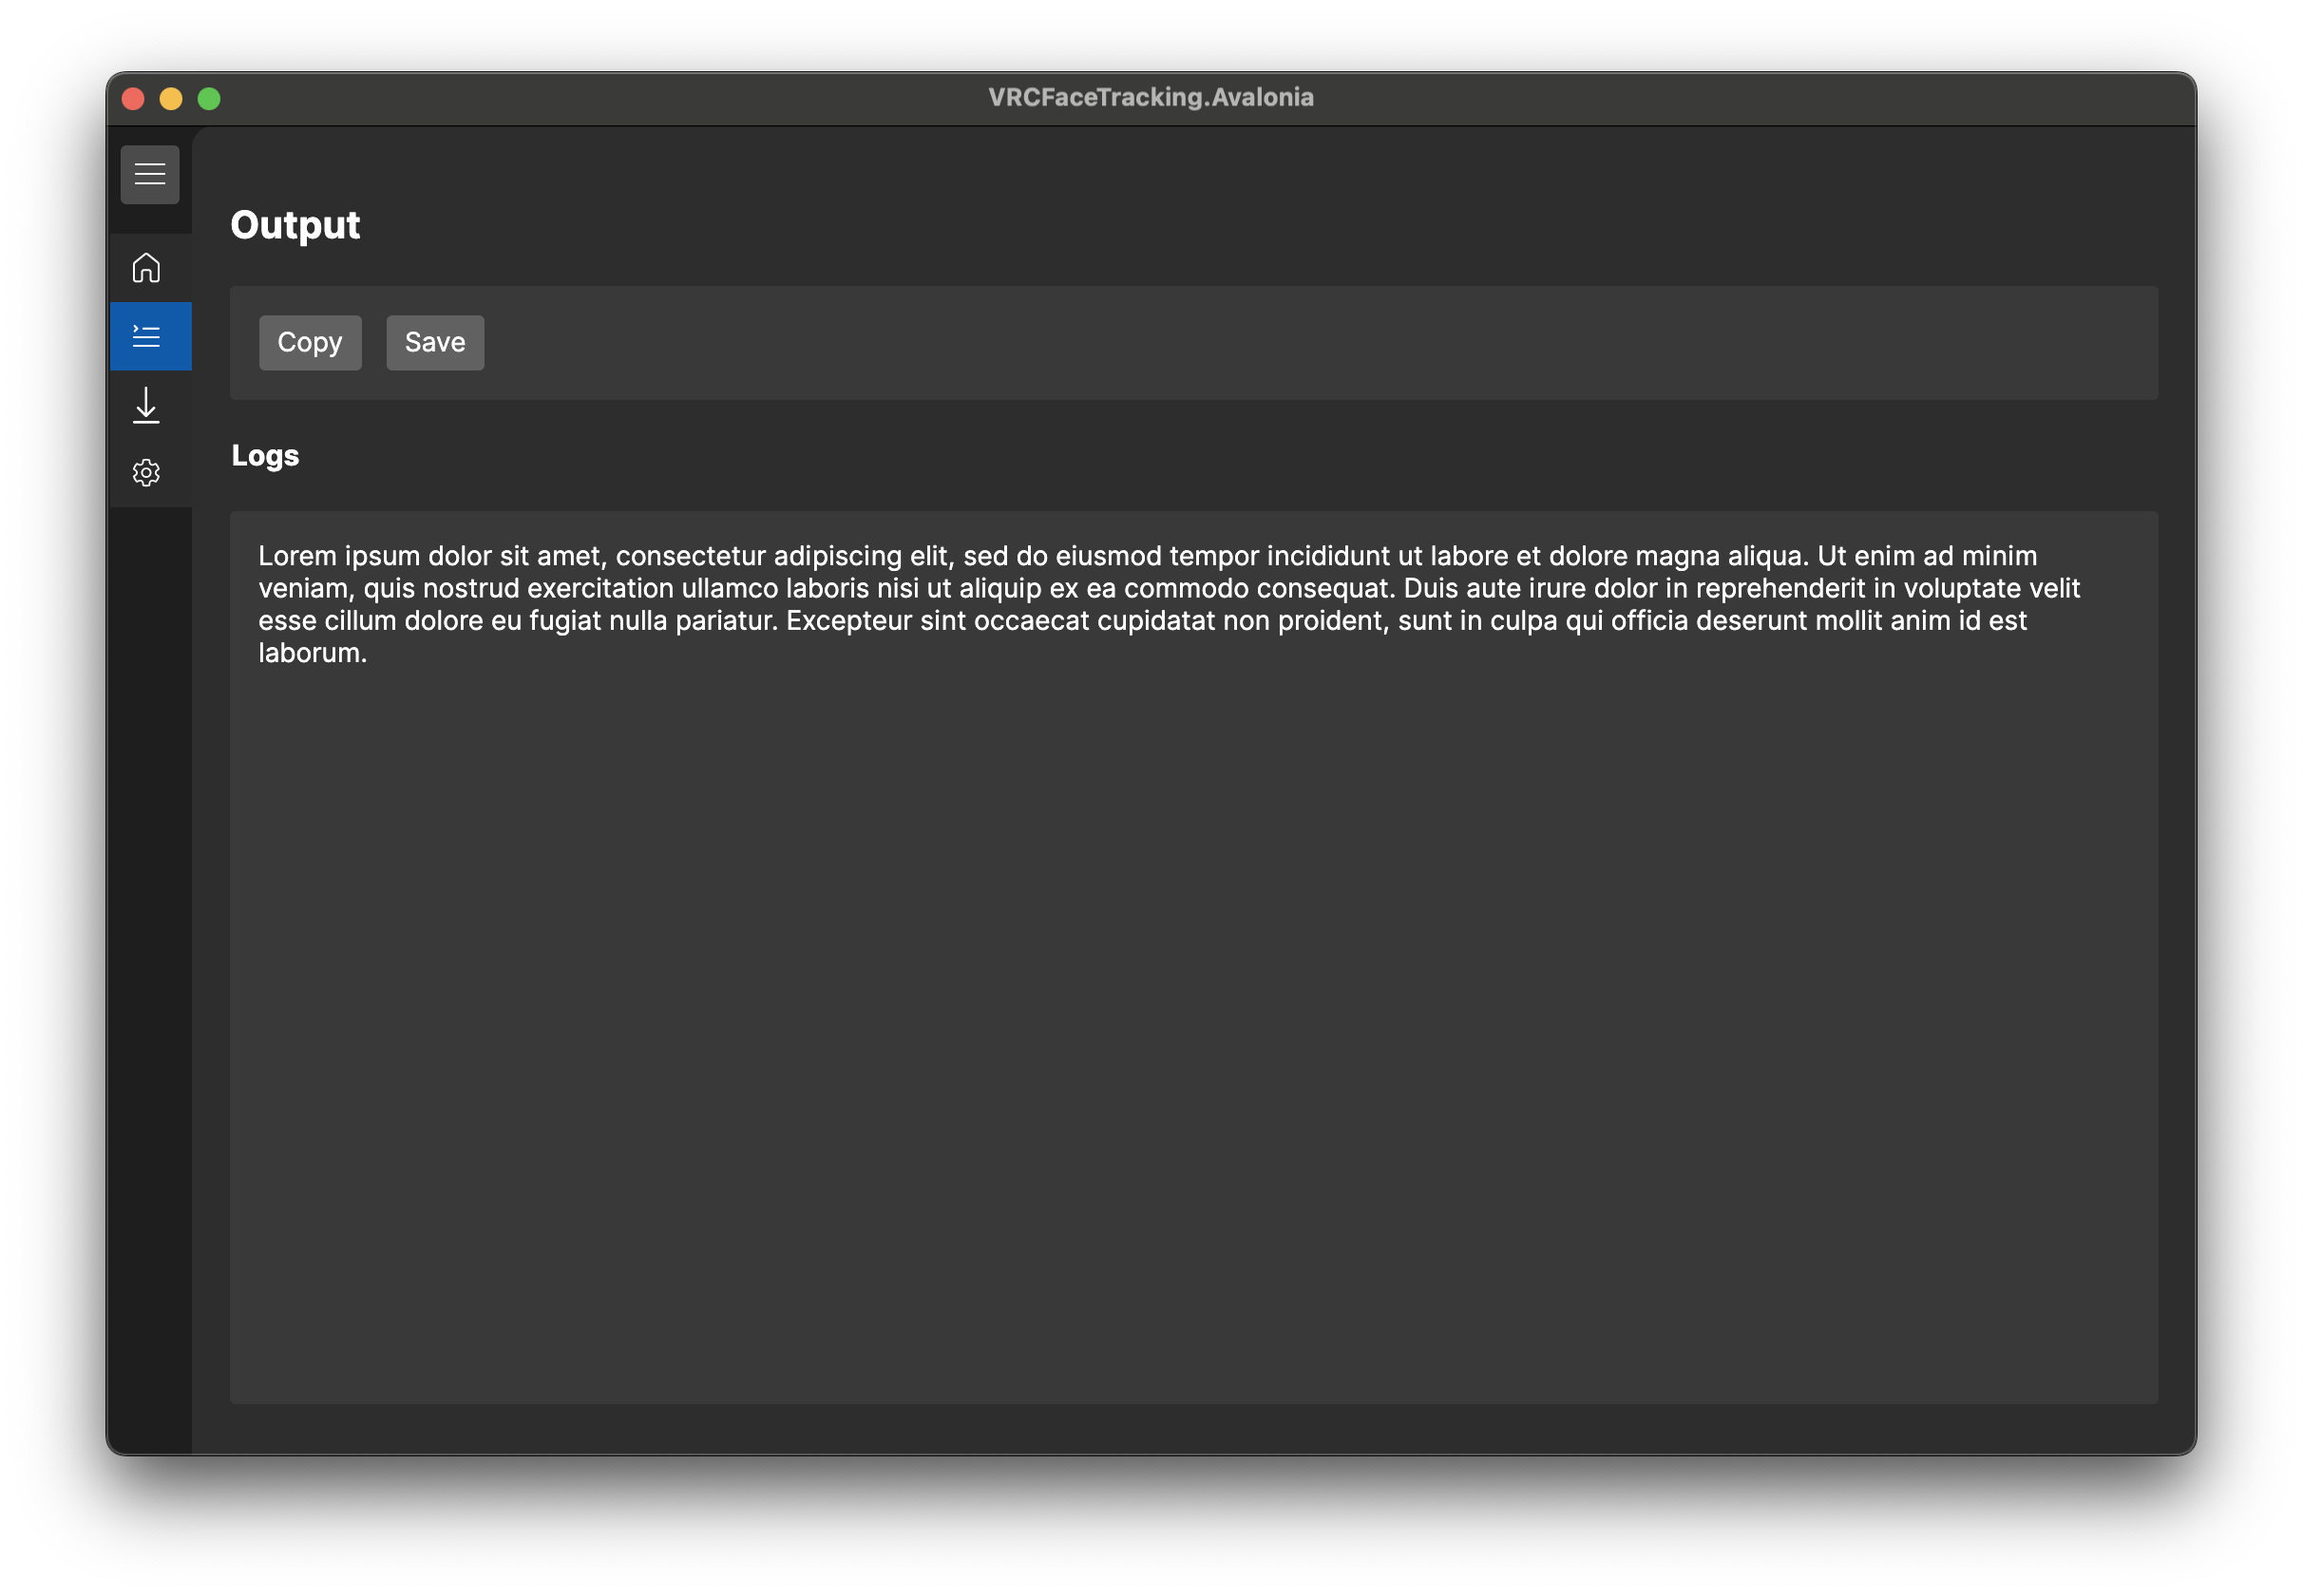 VRCFaceTracking.Avalonia
Output
Copy Save
Logs
Lorem ipsum dolor sit amet, consectetur adipiscing elit, sed do eiusmod tempor incididunt ut labore et dolore magna aliqua. Ut enim ad minim
veniam, quis nostrud exercitation ullamco laboris nisi ut aliquip ex ea commodo consequat. Duis aute irure dolor in reprehenderit in voluptate velit
esse cillum dolore eu fugiat nulla pariatur. Excepteur sint occaecat cupidatat non proident, sunt in culpa qui officia deserunt mollit anim id est
laborum.